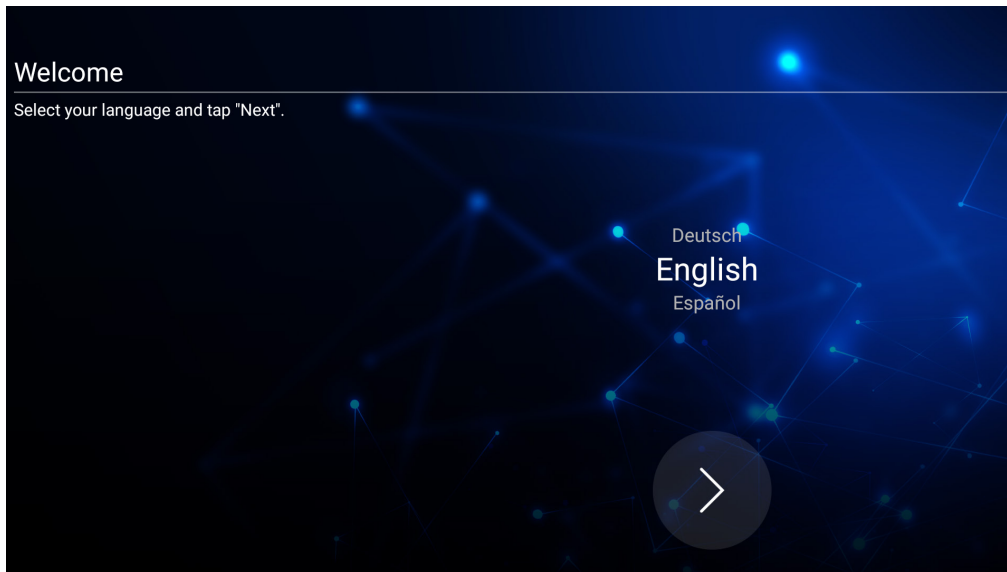 Welcome
Select your language and tap "Next".
Deutsch
English
Español